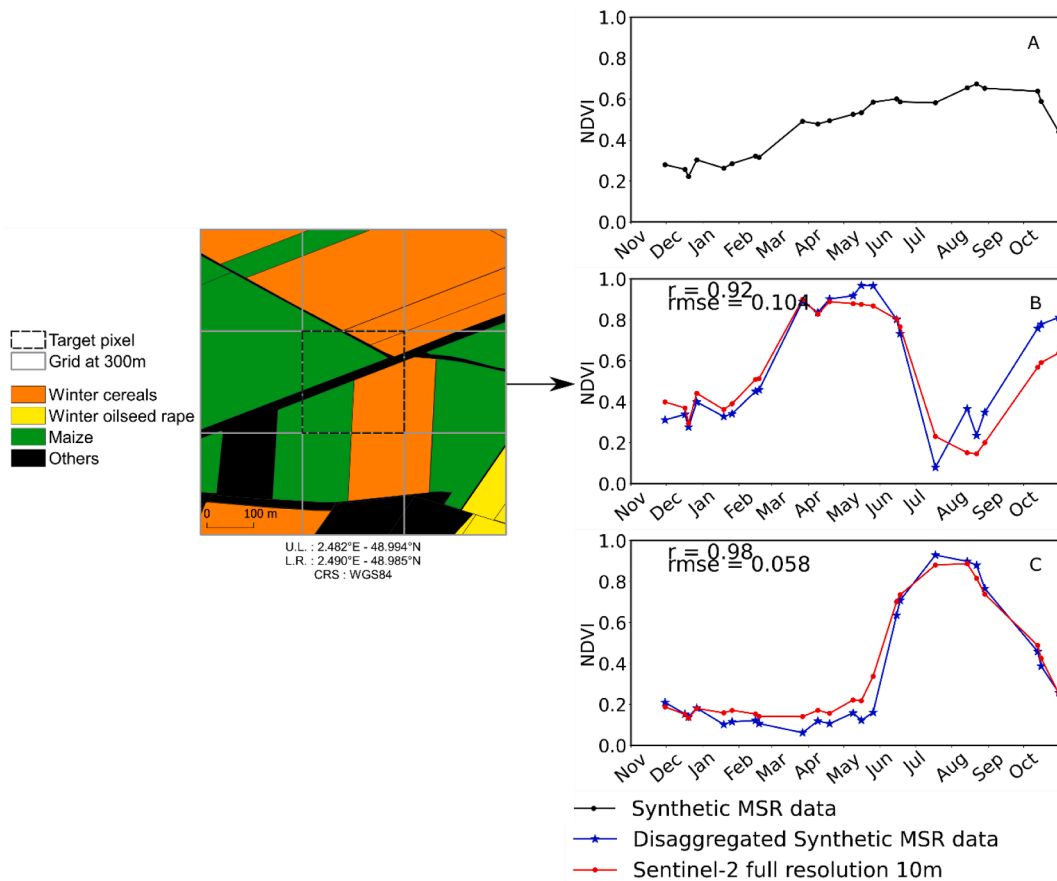 Target pixel
Grid at 300m
Winter cereals
Winter oilseed rape
Maize
Others
0 100 m
U.L. : 2.482°E - 48.994°N
L.R. : 2.490°E - 48.985°N
CRS : WGS84
A
NDVI
1.0
0.8
0.6
0.4
0.2
0.0
Nov Dec Jan Feb Mar Apr May Jun Jul Aug Sep Oct
B
r = 0.92
rmse = 0.104
NDVI
1.0
0.8
0.6
0.4
0.2
0.0
Nov Dec Jan Feb Mar Apr May Jun Jul Aug Sep Oct
C
r = 0.98
rmse = 0.058
NDVI
1.0
0.8
0.6
0.4
0.2
0.0
Nov Dec Jan Feb Mar Apr May Jun Jul Aug Sep Oct
Synthetic MSR data
Disaggregated Synthetic MSR data
Sentinel-2 full resolution 10m